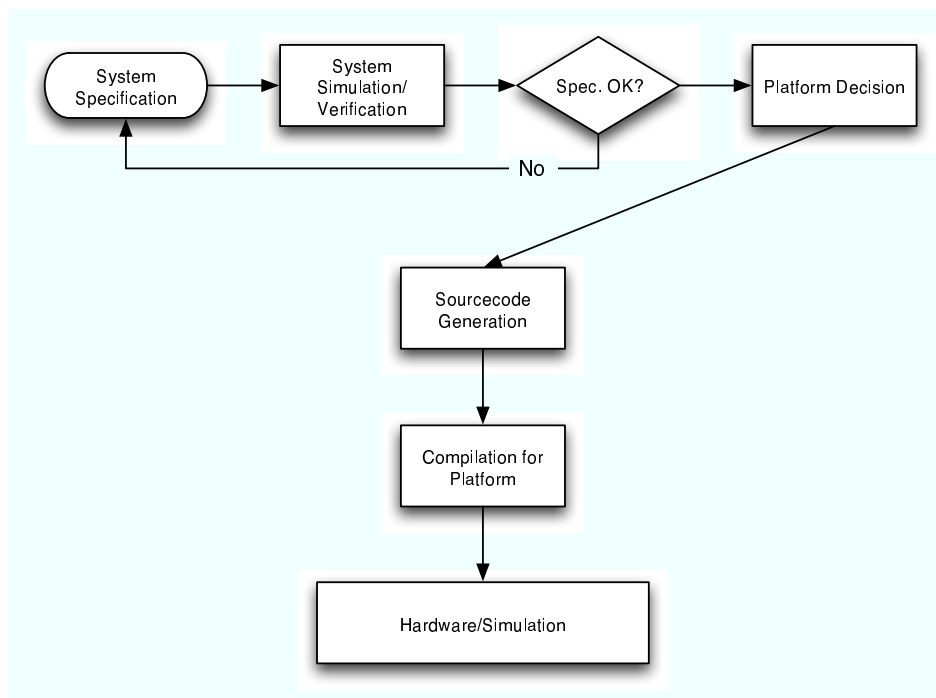 System
Specification
System
Simulation/
Verification
Spec. OK?
Platform Decision
No
Sourcecode
Generation
Compilation for
Platform
Hardware/Simulation